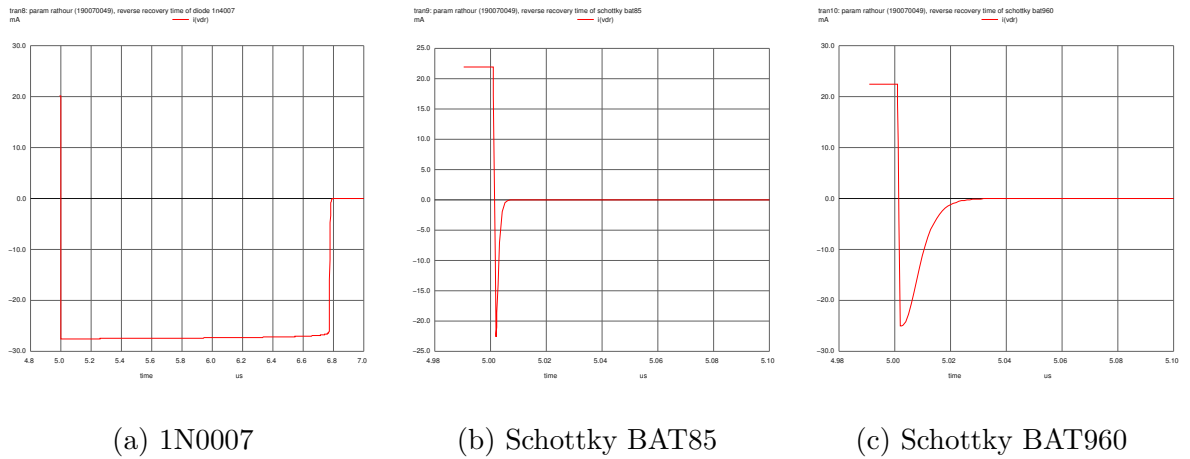 tran8: param rathour (190070049), reverse recovery time of diode 1n4007
mA
i(vdr)
30.0
20.0
10.0
0.0
−10.0
−20.0
−30.0
4.8 5.0 5.2 5.4 5.6 5.8 6.0 6.2 6.4 6.6 6.8 7.0
time us
(a) 1N0007
tran9: param rathour (190070049), reverse recovery time of schottky bat85
mA
i(vdr)
25.0
20.0
15.0
10.0
5.0
0.0
−5.0
−10.0
−15.0
−20.0
−25.0
4.98 5.00 5.02 5.04 5.06 5.08 5.10
time us
(b) Schottky BAT85
tran10: param rathour (190070049), reverse recovery time of schottky bat960
mA
i(vdr)
30.0
20.0
10.0
0.0
−10.0
−20.0
−30.0
4.98 5.00 5.02 5.04 5.06 5.08 5.10
time us
(c) Schottky BAT960